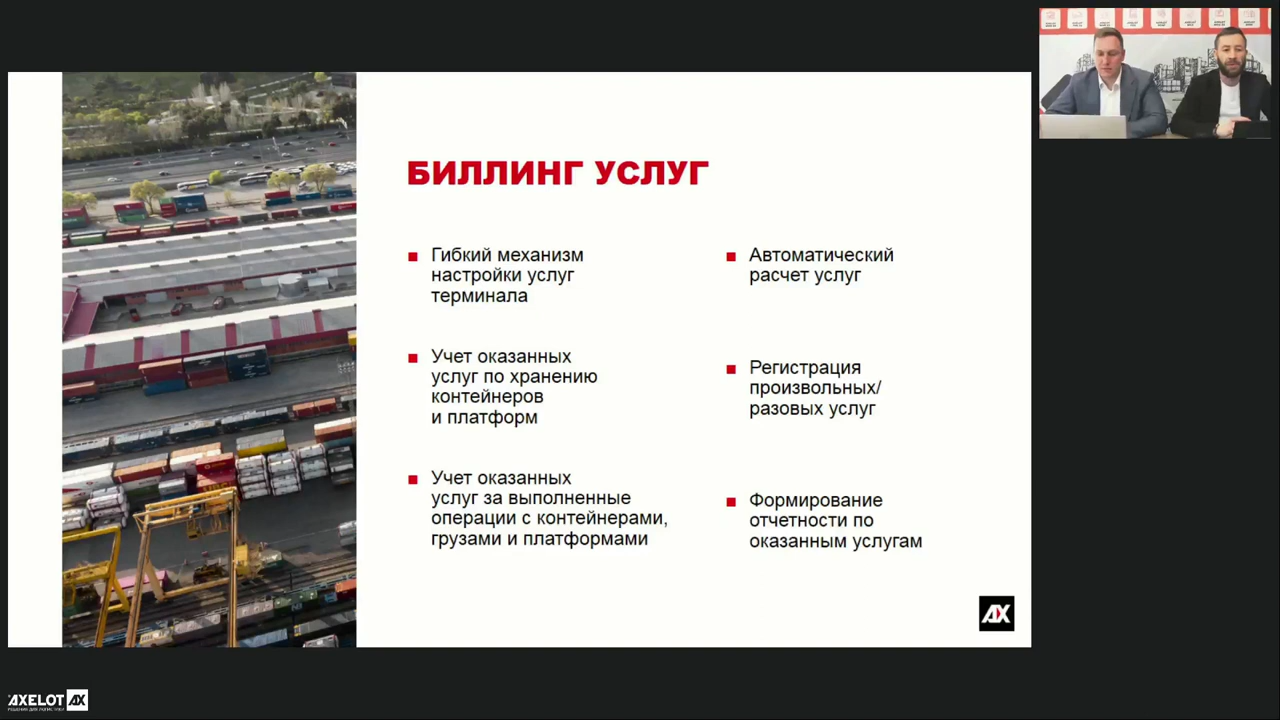 БИЛЛИНГ УСЛУГ
Гибкий механизм
настройки услуг
терминала
Учет оказанных
услуг по хранению
контейнеров
и платформ
Учет оказанных
услуг за выполненные
операции с контейнерами,
грузами и платформами
Автоматический
расчет услуг
Регистрация
произвольных/
разовых услуг
Формирование
отчетности по
оказанным услугам
AX
AXELOT AX